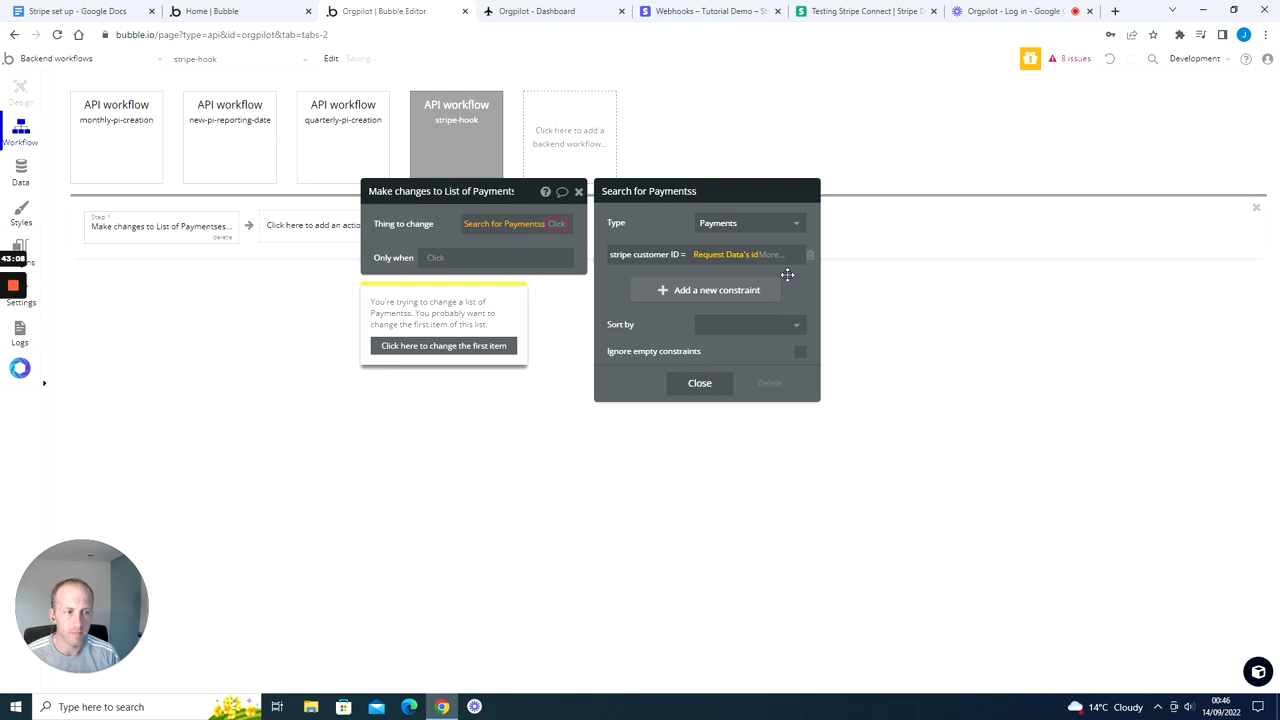 Stripe set up - Google Docs
Home | Bubble
Orgpilot | Bubble Editor
Orgpilot - Dashboard
Webhooks – Tutorial Demo – St
Testing Stripe Connect | Stripe D
Orgpilot - Log in - Google C
bubble.io/page?type=api&id=orgpilot&tab=tabs-2
Backend workflows
stripe-hook
Edit
Saving...
8 issues
Development
Design
Workflow
Data
Styles
ns
Settings
Logs
43:08
API workflow
monthly-pi-creation
API workflow
new-pi-reporting-date
API workflow
quarterly-pi-creation
API workflow
stripe-hook
Click here to add a
backend workflow...
Step 1
Make changes to List of Paymentses...
delete
Click here to add an actio
Make changes to List of Payments
Thing to change
Search for Paymentss Click
Only when
Click
You're trying to change a list of
Paymentss. You probably want to
change the first item of this list.
Click here to change the first item
Search for Paymentss
Type
Payments
stripe customer ID = Request Data's id More...
Add a new constraint
Sort by
Ignore empty constraints
Close
Delete
Type here to search
14°C Cloudy
00:46
14/09/2022